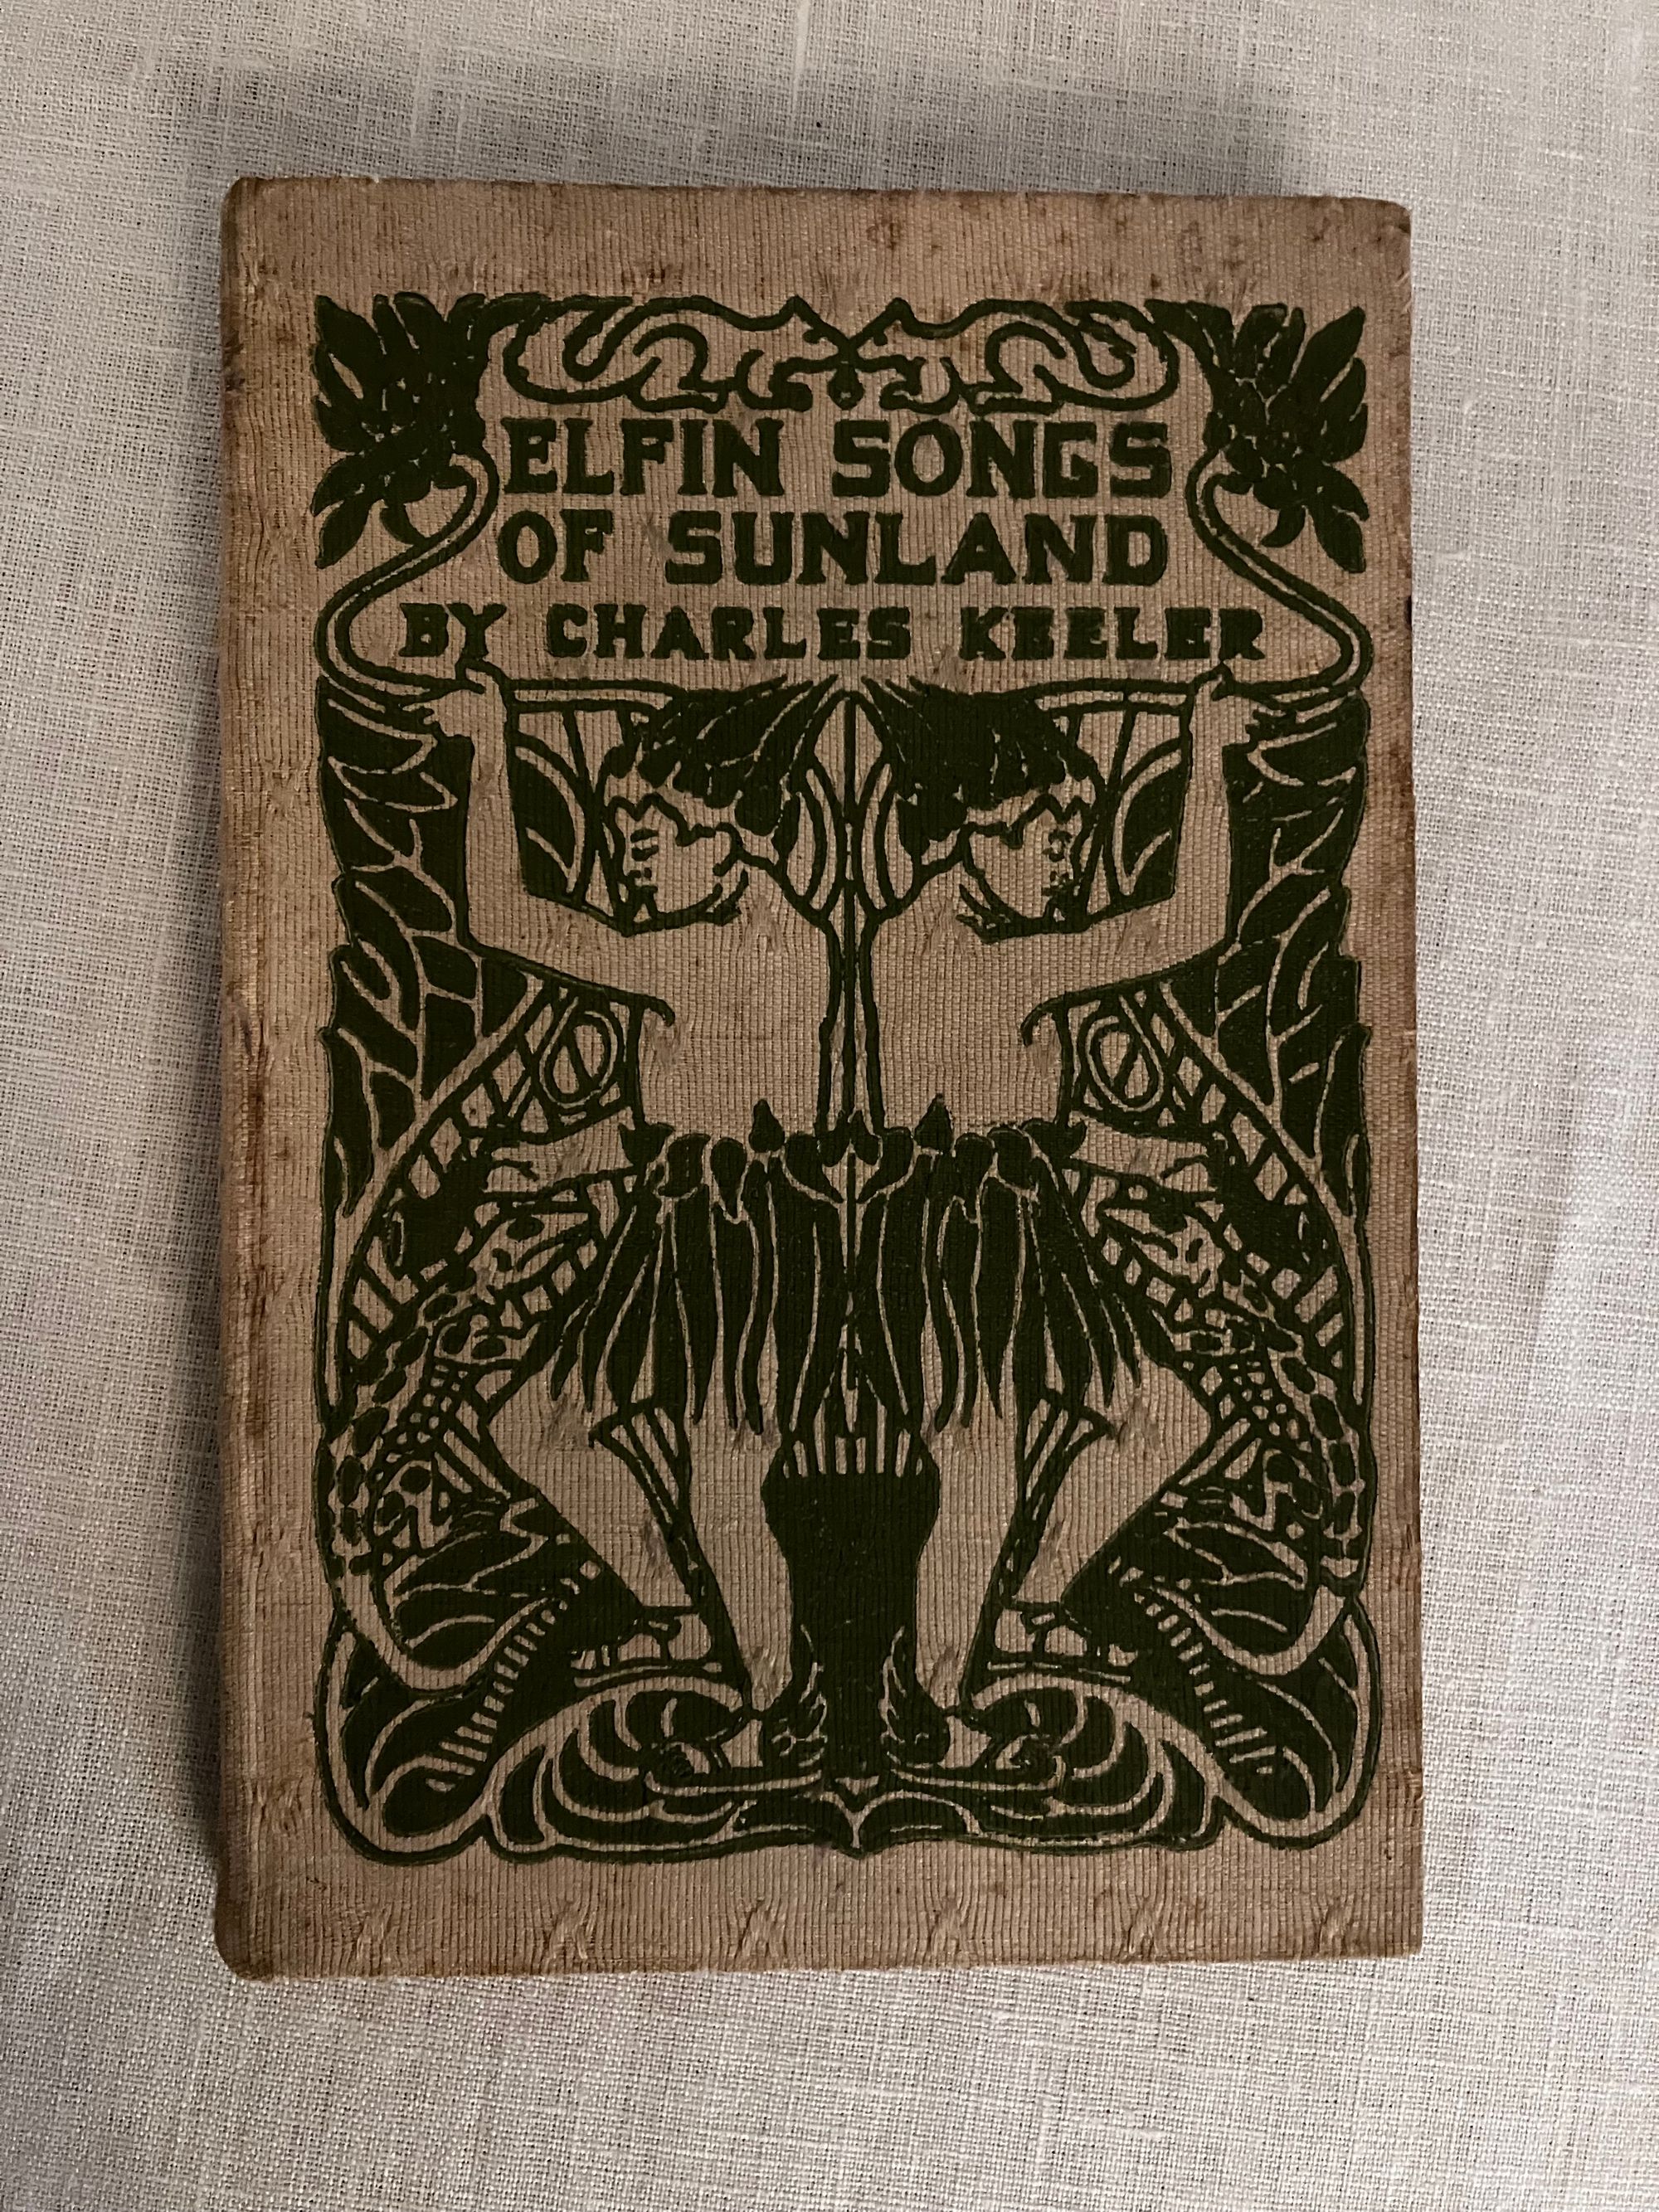 ELFIN SONGS
OF SUNLAND
BY CHARLES KEELER